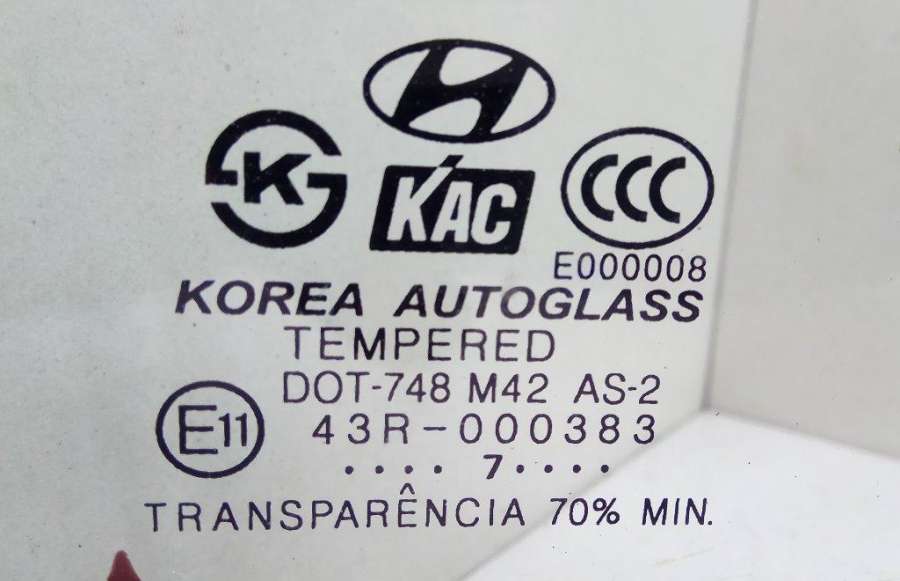 K
KAC
CCC
E000008
KOREA AUTOGLASS
TEMPERED
DOT-748 M42 AS-2
E11
43R-000383
.... 7....
TRANSPARÊNCIA 70% MIN.